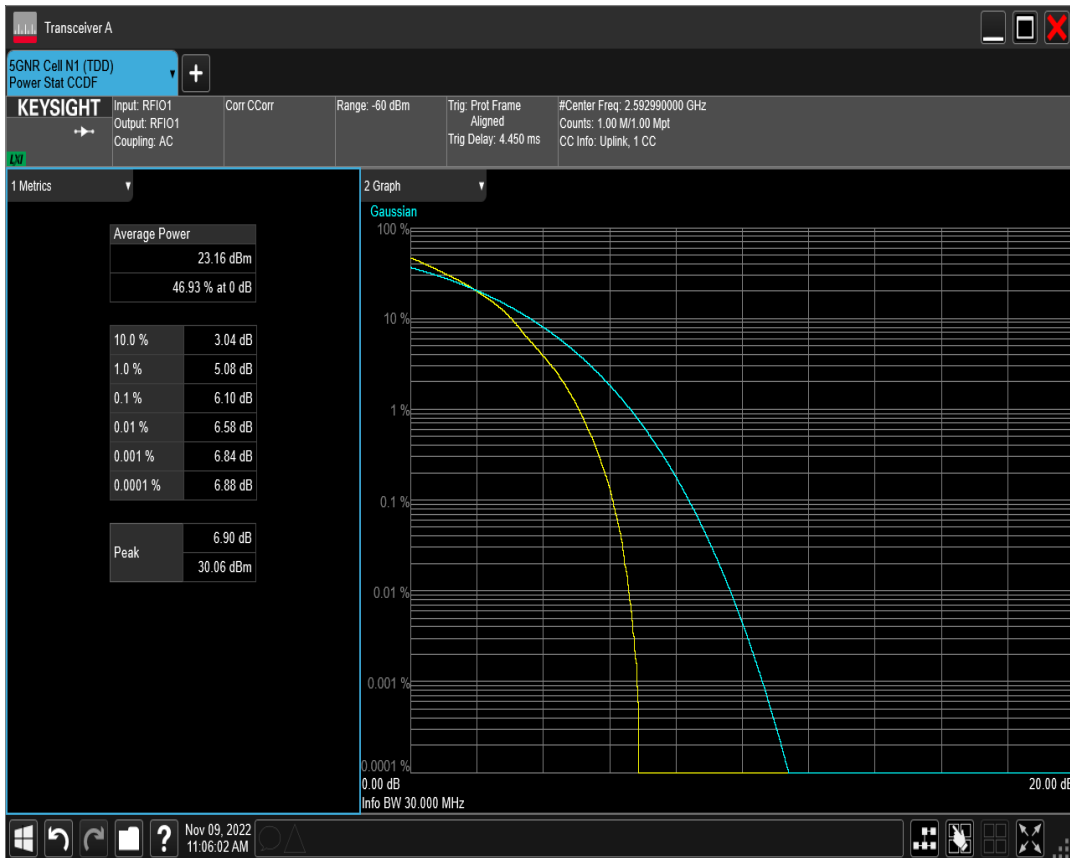 Transceiver A
5GNR Cell N1 (TDD)
Power Stat CCDF
+
KEYSIGHT
LXI
Input: RFIO1
Output: RFIO1
Coupling: AC
Corr CCorr
Range: -60 dBm
Trig: Prot Frame
Aligned
Trig Delay: 4.450 ms
#Center Freq: 2.592990000 GHz
Counts: 1.00 M/1.00 Mpt
CC Info: Uplink, 1 CC
1 Metrics
Average Power
23.16 dBm
46.93 % at 0 dB
10.0 % 3.04 dB
1.0 % 5.08 dB
0.1 % 6.10 dB
0.01 % 6.58 dB
0.001 % 6.84 dB
0.0001 % 6.88 dB
Peak 6.90 dB
30.06 dBm
2 Graph
Gaussian
100 %
10 %
1 %
0.1 %
0.01 %
0.001 %
0.0001 %
0.00 dB 20.00 dB
Info BW 30.000 MHz
?
Nov 09, 2022
11:06:02 AM